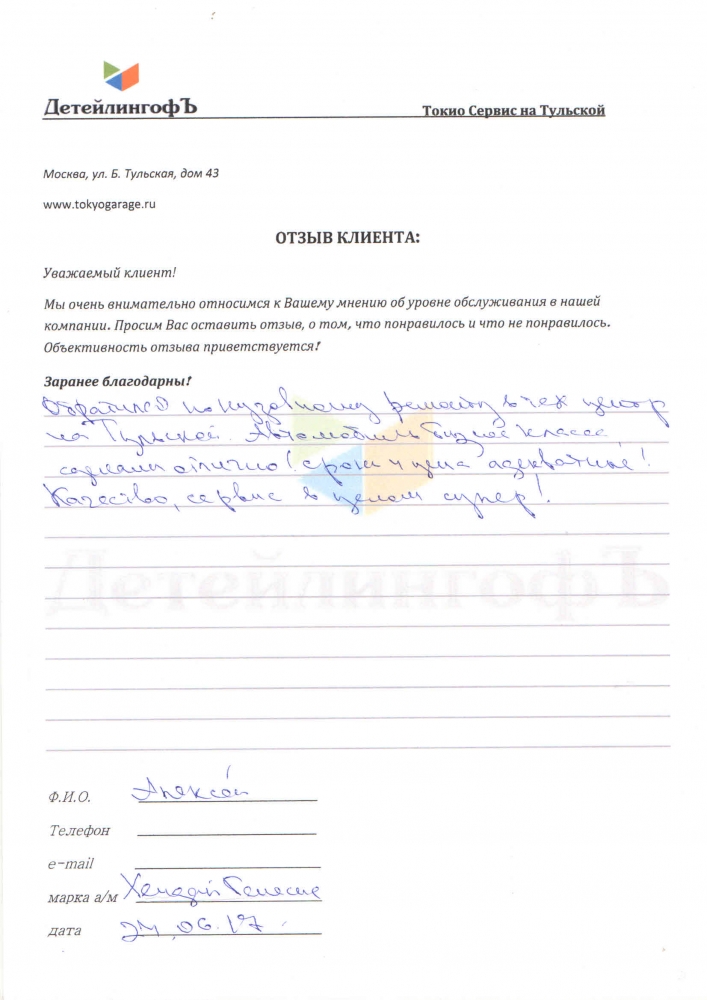 ДетейлингофЪ Токио Сервис на Тульской
Москва, ул. Б. Тульская, дом 43
www.tokyogarage.ru
ОТЗЫВ КЛИЕНТА:
Уважаемый клиент!
Мы очень внимательно относимся к Вашему мнению об уровне обслуживания в нашей
компании. Просим Вас оставить отзыв, о том, что понравилось и что не понравилось.
Объективность отзыва приветствуется!
Заранее благодарны!
Обратился по кузовному ремонту в тех центр
на Тульской. Автомобиль бизнес класса,
сделали отлично! сроки и цена адекватные!
Качество, сервис в целом супер!
ДетейлингофЪ
Ф.И.О. Алексей
Телефон
e-mail
марка а/м Хендай Генесис
дата 24.06.17